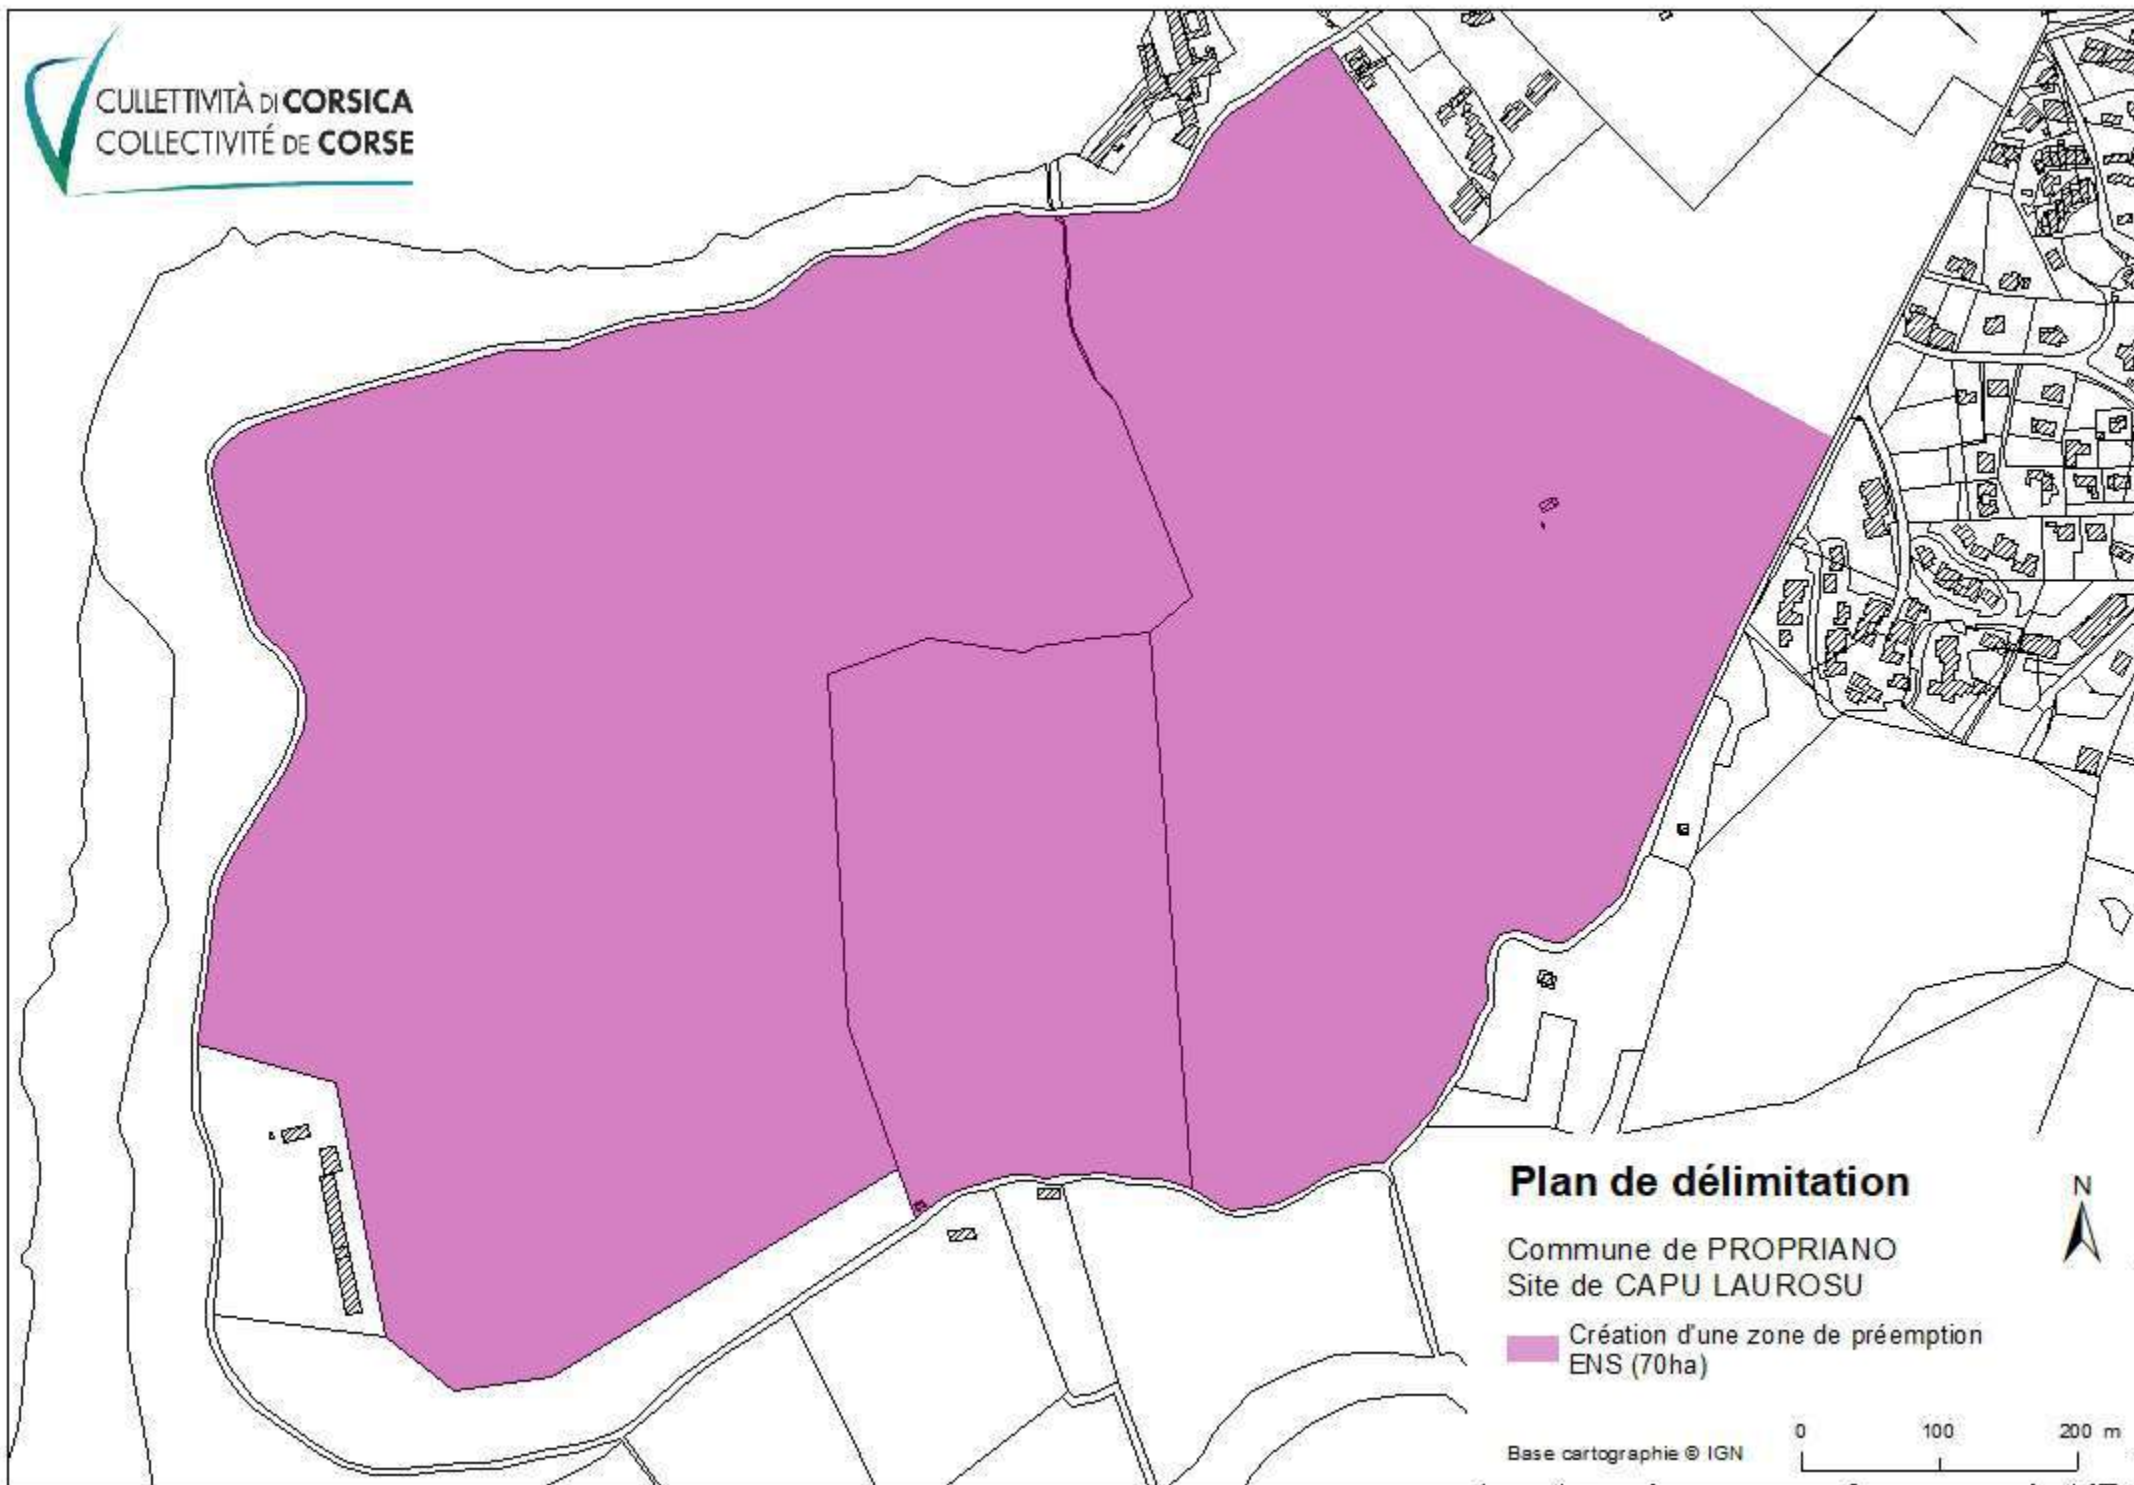 CULLETTIVITÀ DI CORSICA
COLLECTIVITÉ DE CORSE
Plan de délimitation
N
Commune de PROPRIANO
Site de CAPU LAUROSU
Création d'une zone de préemption
ENS (70ha)
0 100 200 m
Base cartographie © IGN